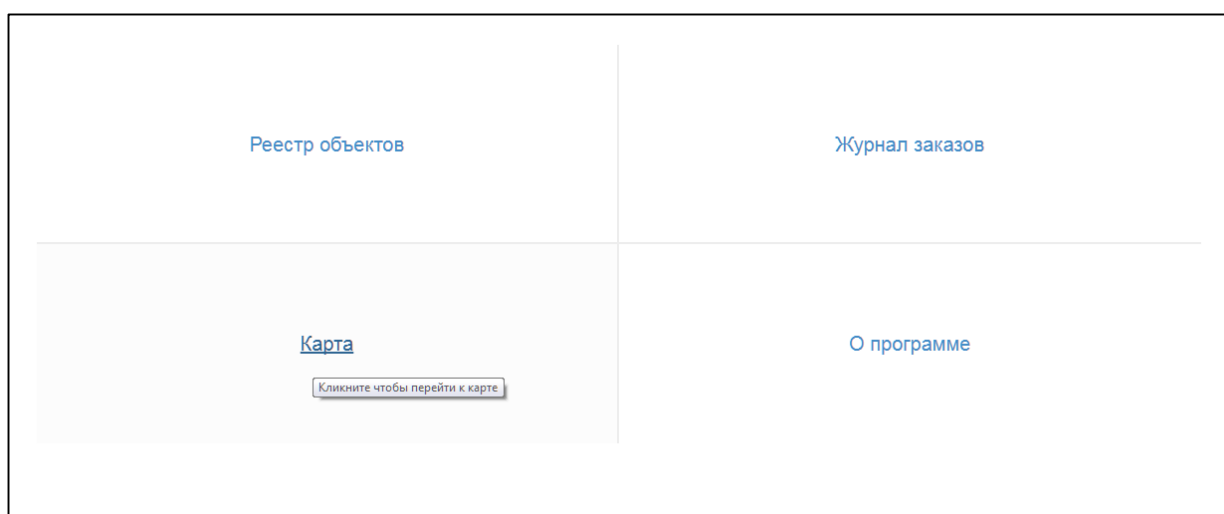 Реестр объектов
Журнал заказов
Карта
Кликните чтобы перейти к карте
О программе